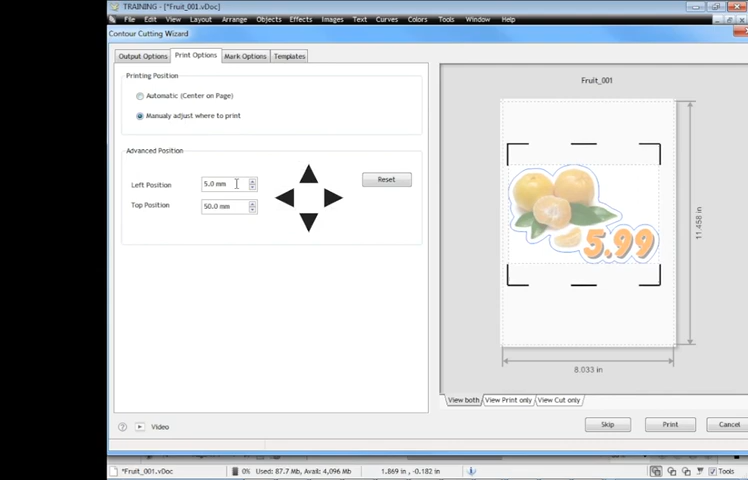 TRAINING - [*Fruit_001.vDoc]
File Edit View Layout Arrange Objects Effects Images Text Curves Colors Tools Window Help
Contour Cutting Wizard
Output Options Print Options Mark Options Templates
Printing Position
Automatic (Center on Page)
Manualy adjust where to print
Advanced Position
Left Position 5.0 mm
Top Position 50.0 mm
Reset
Fruit_001
5.99
11.458 in
8.033 in
View both View Print only View Cut only
Video
Skip Print Cancel
*Fruit_001.vDoc 0% Used: 87.7 Mb, Avail: 4,096 Mb 1.869 in, -0.182 in Tools